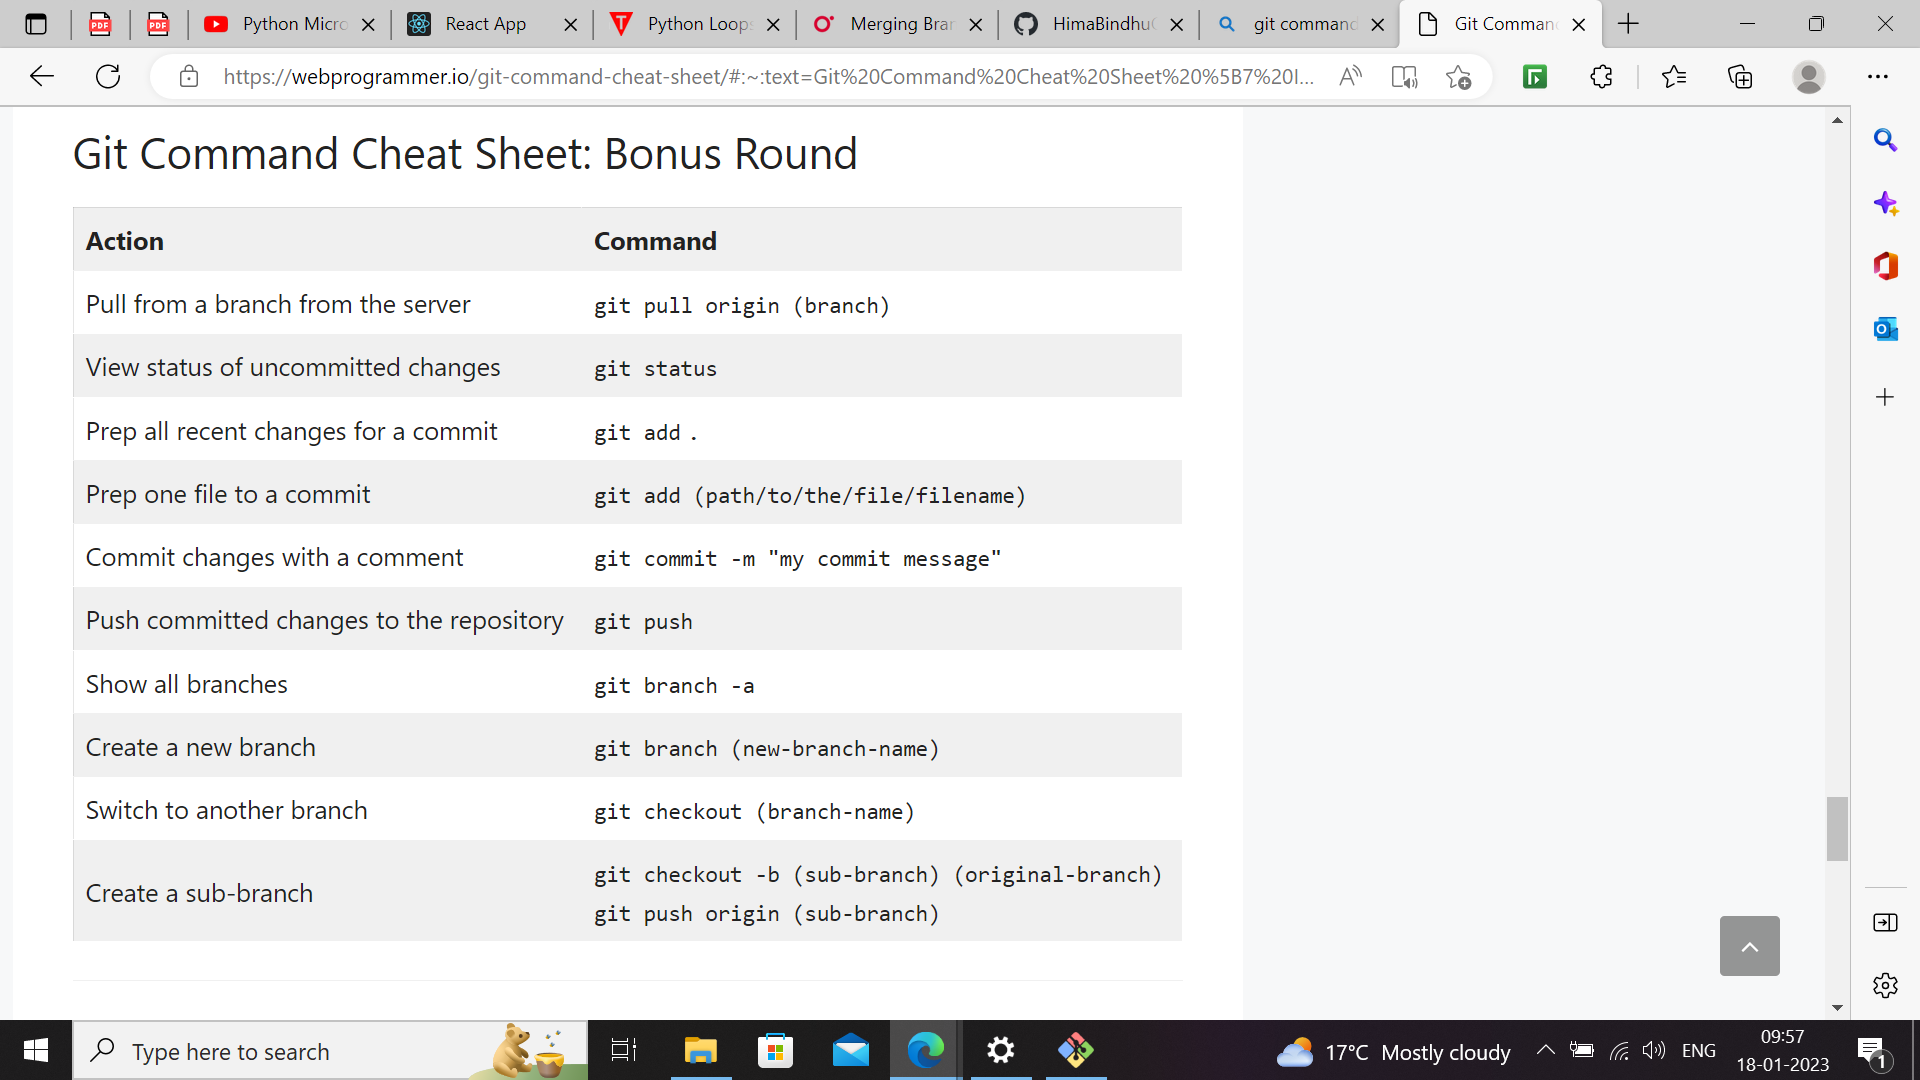 PDF
PDF
Python Micro
React App
Python Loops
Merging Bran
HimaBindhu
git command
Git Comman
https://webprogrammer.io/git-command-cheat-sheet/#:~:text=Git%20Command%20Cheat%20Sheet%20%5B7%20I...
Git Command Cheat Sheet: Bonus Round
Action Command
Pull from a branch from the server git pull origin (branch)
View status of uncommitted changes git status
Prep all recent changes for a commit git add .
Prep one file to a commit git add (path/to/the/file/filename)
Commit changes with a comment git commit -m "my commit message"
Push committed changes to the repository git push
Show all branches git branch -a
Create a new branch git branch (new-branch-name)
Switch to another branch git checkout (branch-name)
Create a sub-branch git checkout -b (sub-branch) (original-branch)
git push origin (sub-branch)
Type here to search
17°C Mostly cloudy
ENG
09:57
18-01-2023
1